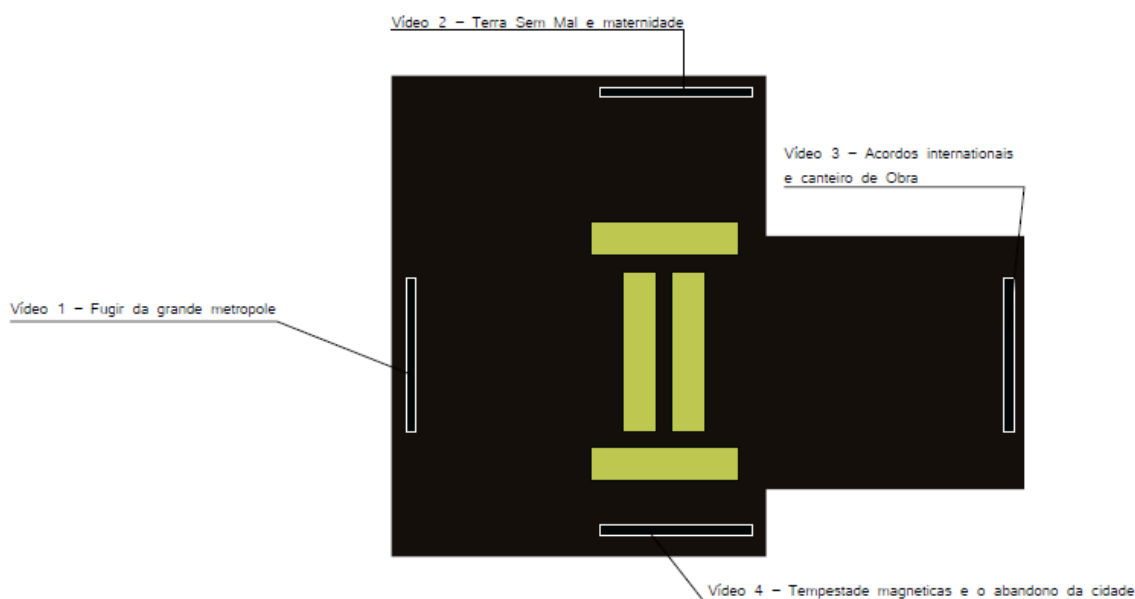 Vídeo 2 – Terra Sem Mal e maternidade
Vídeo 3 – Acordos internationais
e canteiro de Obra
Vídeo 1 – Fugir da grande metropole
Vídeo 4 – Tempestade magneticas e o abandono da cidade